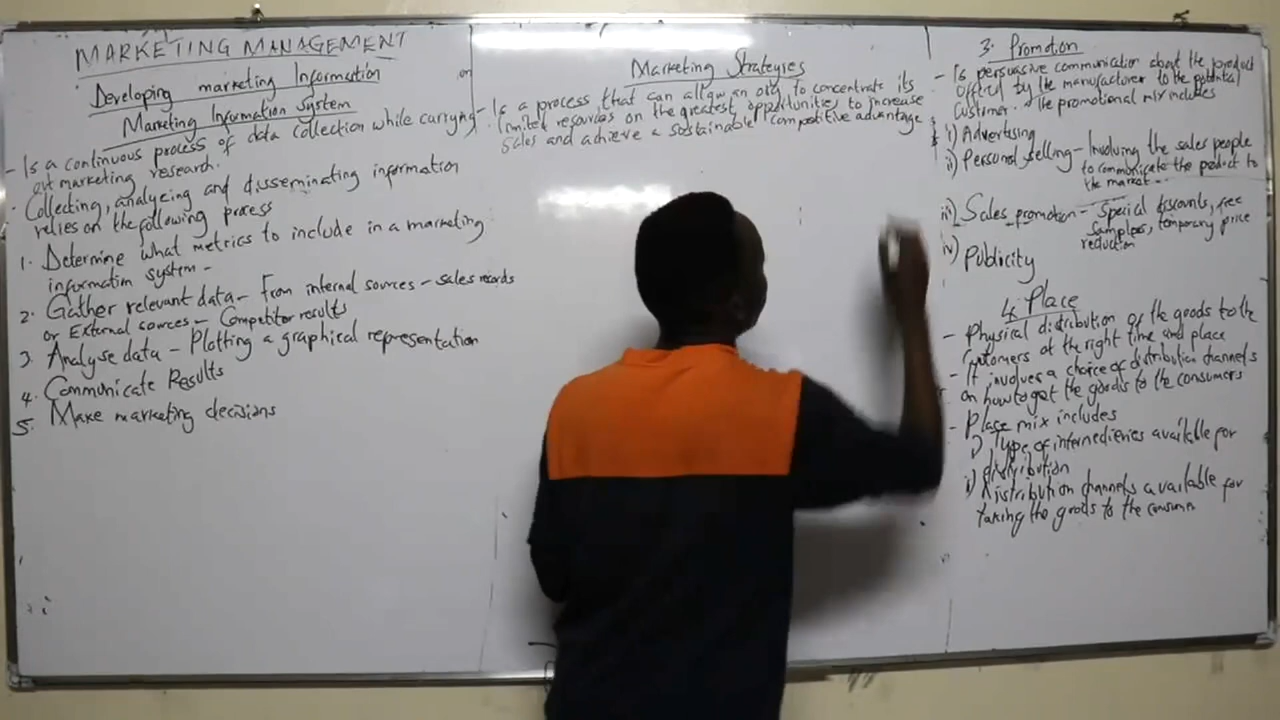 MARKETING MANAGEMENT
Developing marketing Information
Marketing Information System
- Is a continuous process of data collection while carrying
out marketing research.
- Collecting, analyzing and disseminating information
relies on the following process
1. Determine what metrics to include in a marketing
information system -
2. Gather relevant data - From internal sources - sales records
or External sources - Competitor results
3. Analyse data - Plotting a graphical representation
4. Communicate Results
5. Make marketing decisions
Marketing Strategies
- Is a process that can allow an org to concentrate its
limited resources on the greatest opportunities to increase
sales and achieve a sustainable competitive advantage
3. Promotion
- Is persuasive communication about the product
offered by the manufacturer to the potential
customer. The promotional mix includes
i) Advertising
ii) Personal selling - Involving the sales people
to communicate the product to
the market -
iii) Sales promotion - Special discounts, free
samples, temporary price
reduction
iv) Publicity
4. Place
- Physical distribution of the goods to the
customers at the right time and place
- It involves a choice of distribution channels
on how to get the goods to the consumers
- Place mix includes
i) Type of intermedieries available for
distribution
ii) Distribution channels available for
taking the goods to the consumer